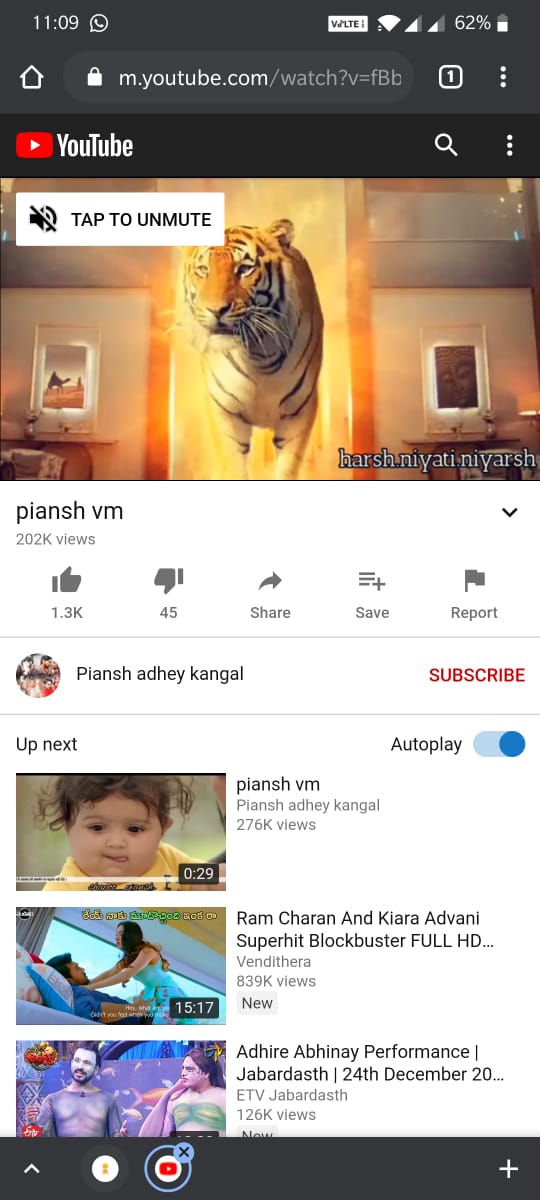 11:09
VoLTE
62%
m.youtube.com/watch?v=fBb
1
YouTube
TAP TO UNMUTE
harsh.niyati.niyarsh
piansh vm
202K views
1.3K
45
Share
Save
Report
Piansh adhey kangal
SUBSCRIBE
Up next
Autoplay
0:29
piansh vm
Piansh adhey kangal
276K views
రేయ్ నాకు మూడొచ్చింది ఇంక రా
15:17
Ram Charan And Kiara Advani
Superhit Blockbuster FULL HD...
Vendithera
839K views
New
Adhire Abhinay Performance |
Jabardasth | 24th December 20...
ETV Jabardasth
126K views
New